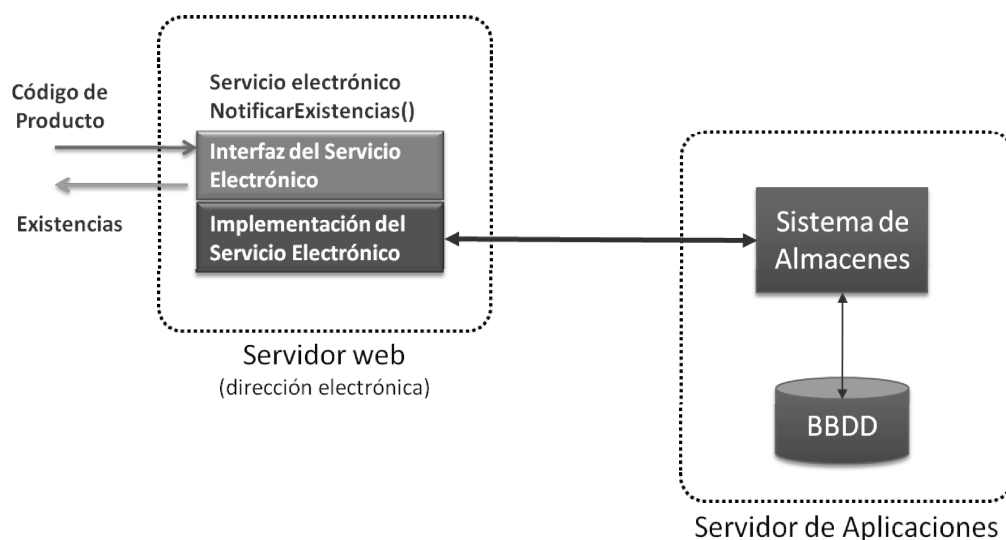 Servicio electrónico
NotificarExistencias()
Código de
Producto
Interfaz del Servicio
Electrónico
Existencias
Implementación del
Servicio Electrónico
Servidor web
(dirección electrónica)
Sistema de
Almacenes
BBDD
Servidor de Aplicaciones